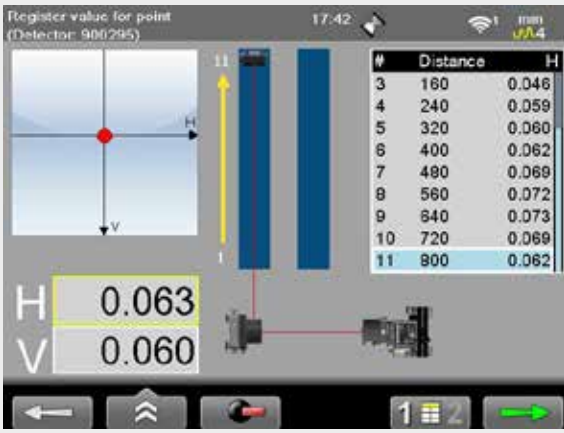 Register value for point
(Detector: 900295)
17:42
1
mm
4
H
V
11
1
# Distance H
3 160 0.046
4 240 0.059
5 320 0.060
6 400 0.062
7 480 0.069
8 560 0.072
9 640 0.073
10 720 0.069
11 800 0.062
H 0.063
V 0.060
1 2